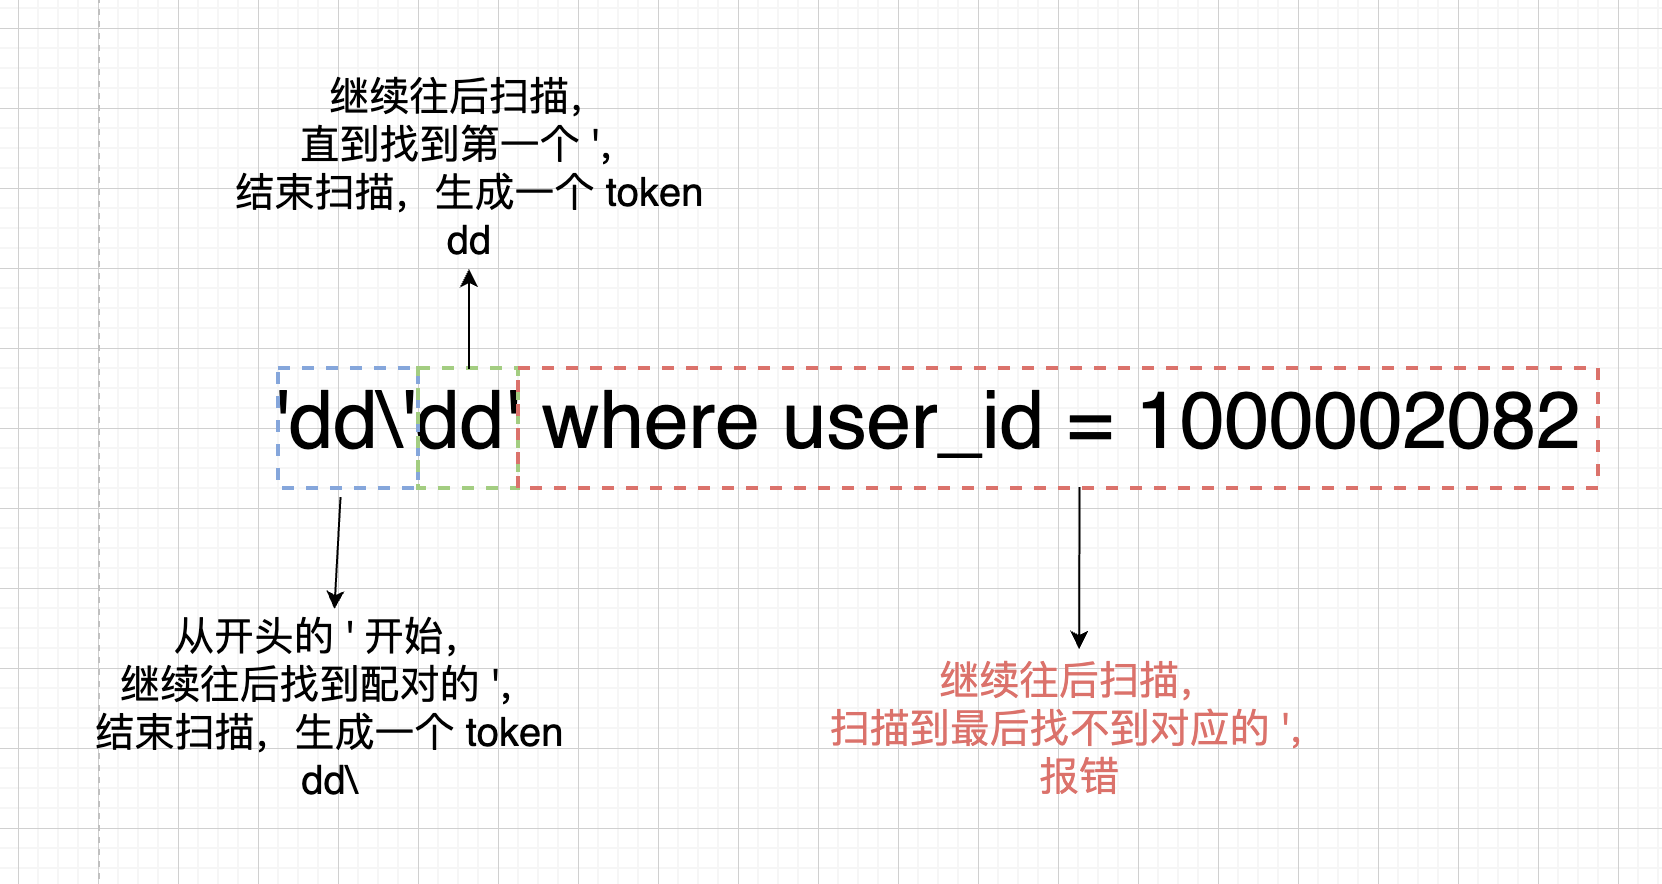 继续往后扫描，
直到找到第一个 ',
结束扫描，生成一个 token
dd
'dd\'dd' where user_id = 1000002082
从开头的 ' 开始，
继续往后找到配对的 ',
结束扫描，生成一个 token
dd\
继续往后扫描，
扫描到最后找不到对应的 ',
报错